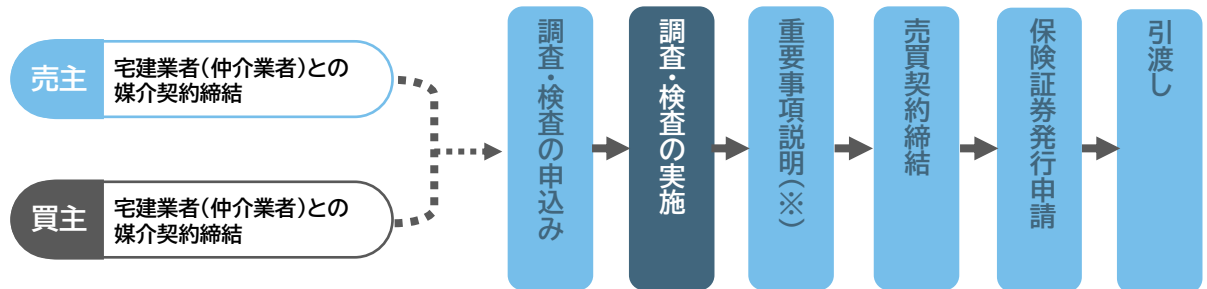 売主
宅建業者(仲介業者)との
媒介契約締結
買主
宅建業者(仲介業者)との
媒介契約締結
調査・検査の申込み
調査・検査の実施
重要事項説明(※)
売買契約締結
保険証券発行申請
引渡し